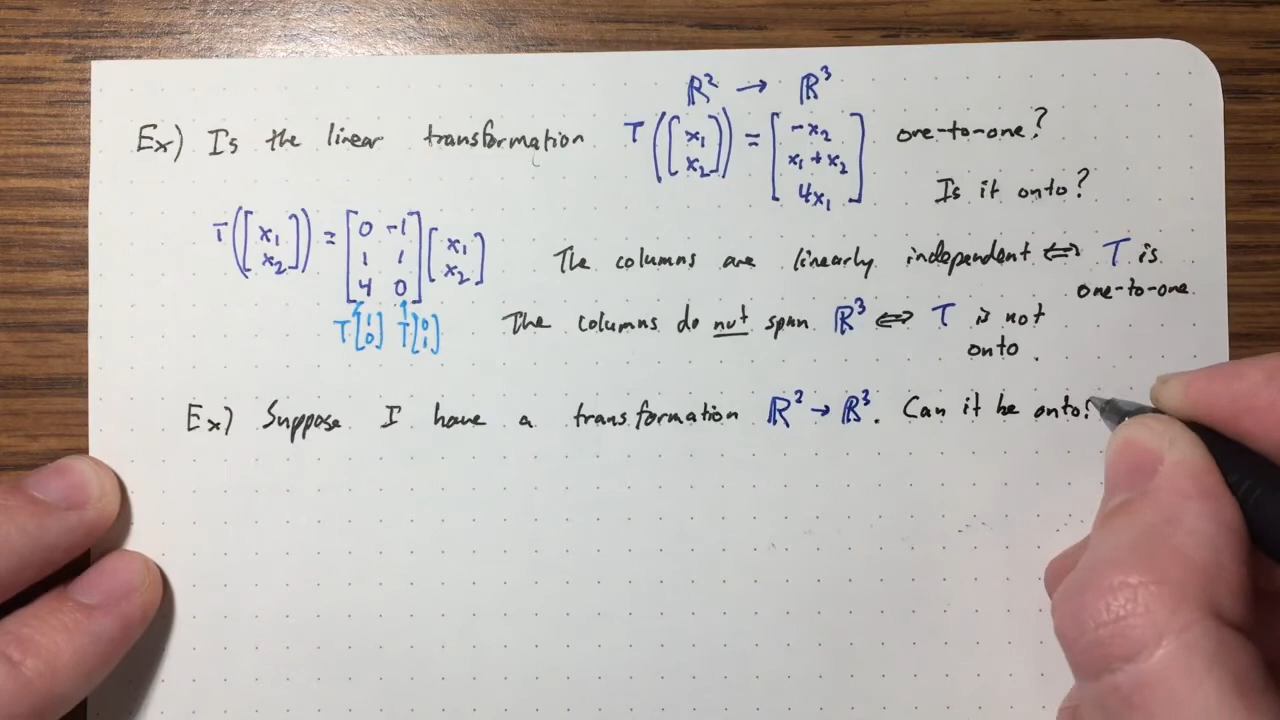 ℝ² → ℝ³
Ex) Is the linear transformation T([x₁ x₂]) = [-x₂ x₁+x₂ 4x₁] one-to-one?
Is it onto?
T([x₁ x₂]) = [0 -1 1 1 4 0] [x₁ x₂]
The columns are linearly independent ⇔ T is
one-to-one.
T[1 0] T[0 1]
The columns do not span ℝ³ ⇔ T is not
onto.
Ex) Suppose I have a transformation ℝ² → ℝ³. Can it be onto?